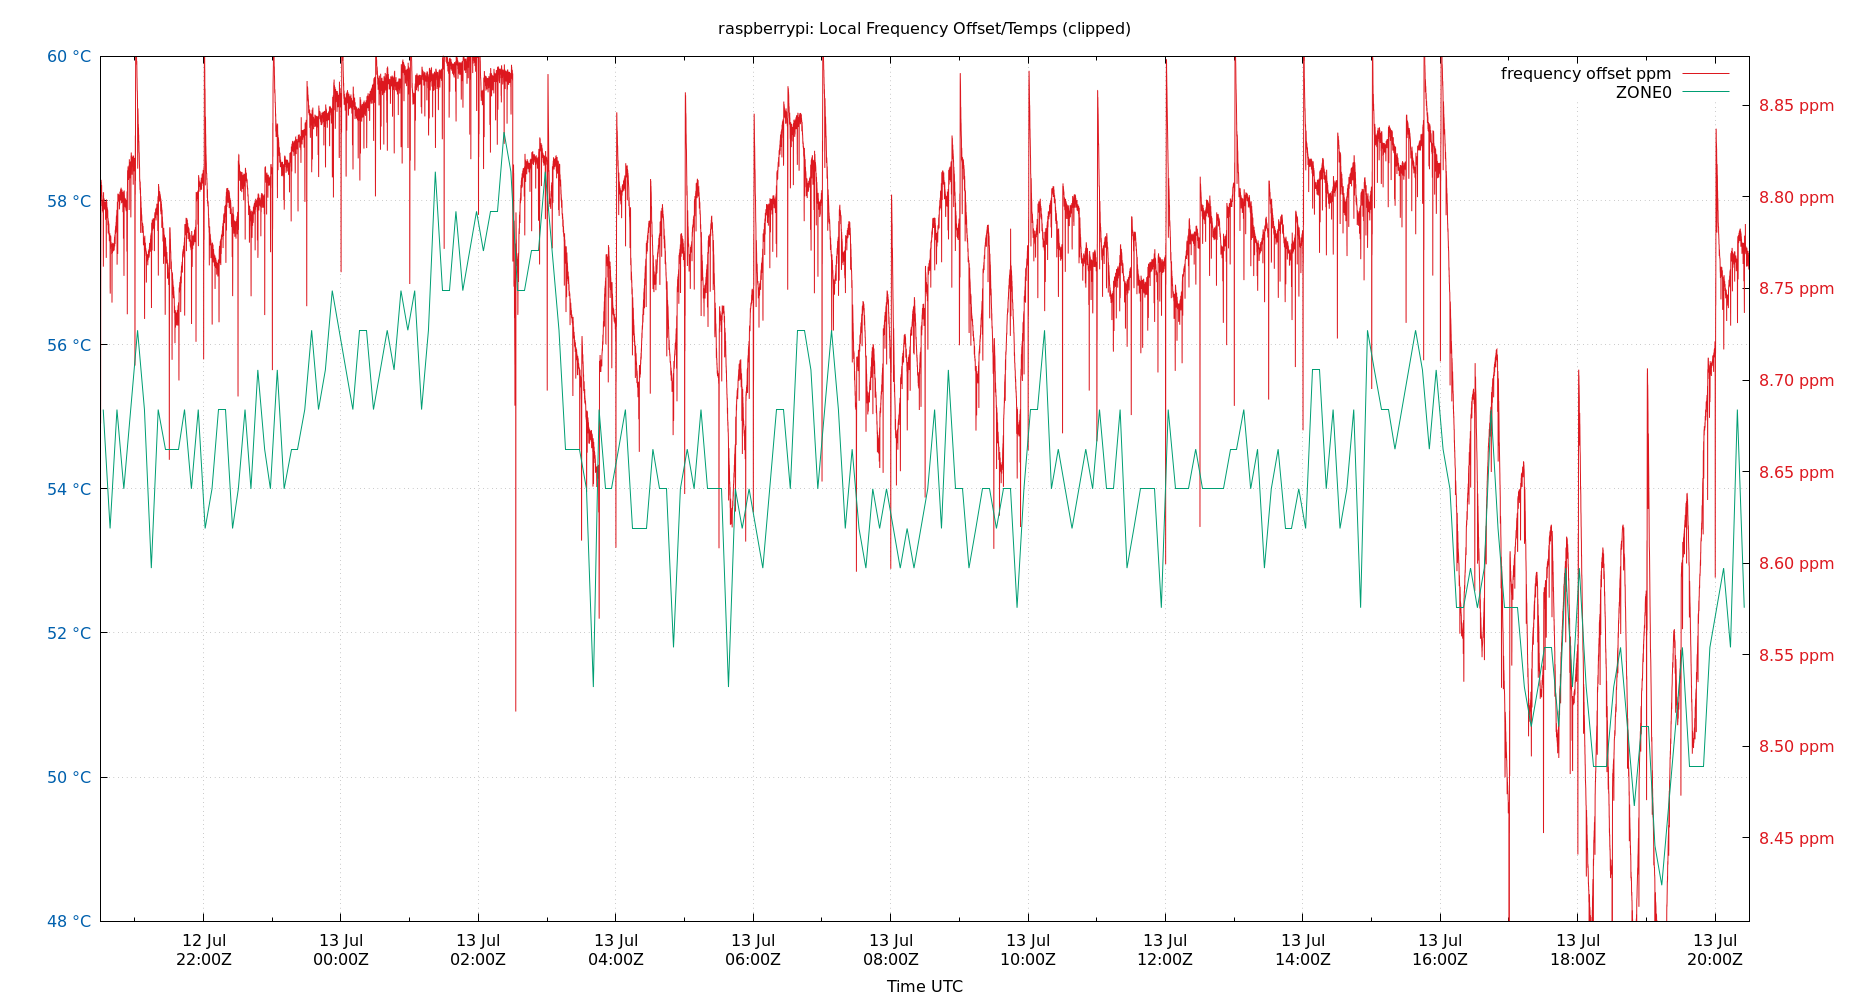 raspberrypi: Local Frequency Offset/Temps (clipped)
frequency offset ppm
ZONE0
60 °C
58 °C
56 °C
54 °C
52 °C
50 °C
48 °C
8.85 ppm
8.80 ppm
8.75 ppm
8.70 ppm
8.65 ppm
8.60 ppm
8.55 ppm
8.50 ppm
8.45 ppm
12 Jul 13 Jul 13 Jul 13 Jul 13 Jul 13 Jul 13 Jul 13 Jul 13 Jul 13 Jul 13 Jul 13 Jul
22:00Z 00:00Z 02:00Z 04:00Z 06:00Z 08:00Z 10:00Z 12:00Z 14:00Z 16:00Z 18:00Z 20:00Z
Time UTC